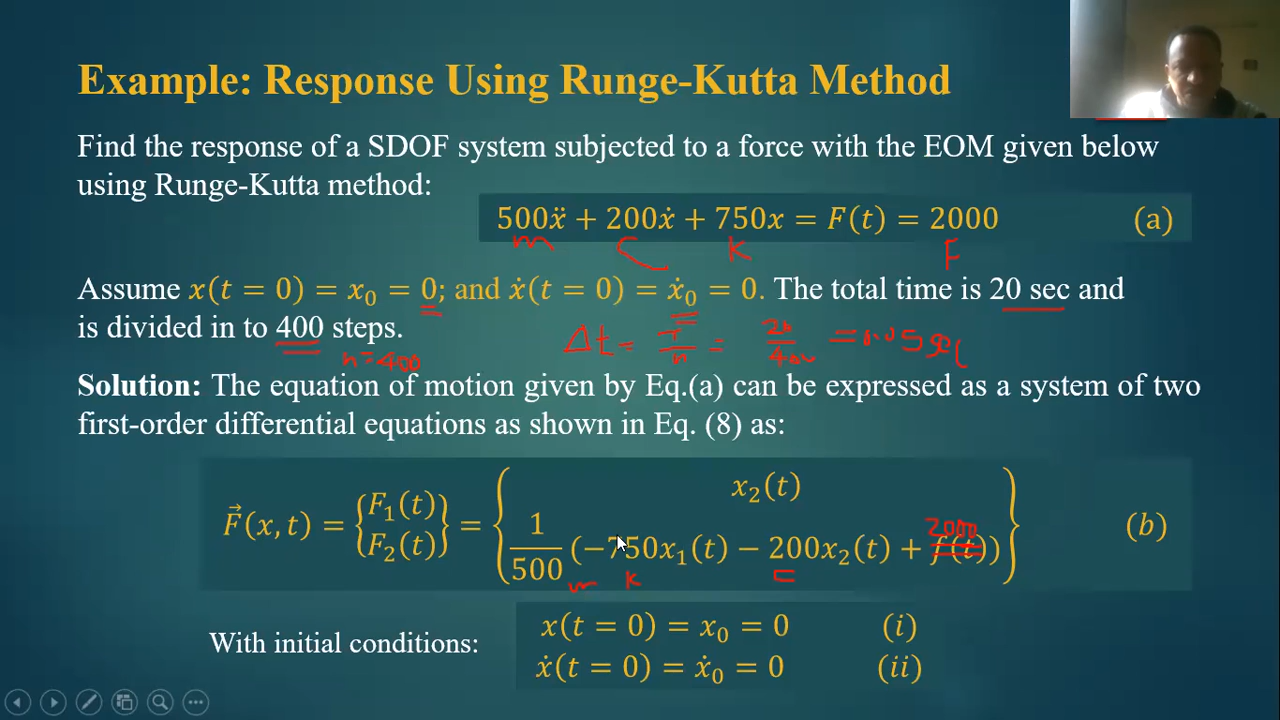 Example: Response Using Runge-Kutta Method
Find the response of a SDOF system subjected to a force with the EOM given below
using Runge-Kutta method:
500ẍ + 200ẋ + 750x = F(t) = 2000 (a)
m C K F
Assume x(t = 0) = x₀ = 0; and ẋ(t = 0) = ẋ₀ = 0. The total time is 20 sec and
is divided in to 400 steps.
n = 400
Δt = T/n = 20/400 = 0.05 sec
Solution: The equation of motion given by Eq.(a) can be expressed as a system of two
first-order differential equations as shown in Eq. (8) as:
F⃗(x, t) = {F₁(t) F₂(t)} = {x₂(t) 1/500 (−750x₁(t) − 200x₂(t) + f(t))} (b)
2000
m K C
With initial conditions:
x(t = 0) = x₀ = 0 (i)
ẋ(t = 0) = ẋ₀ = 0 (ii)